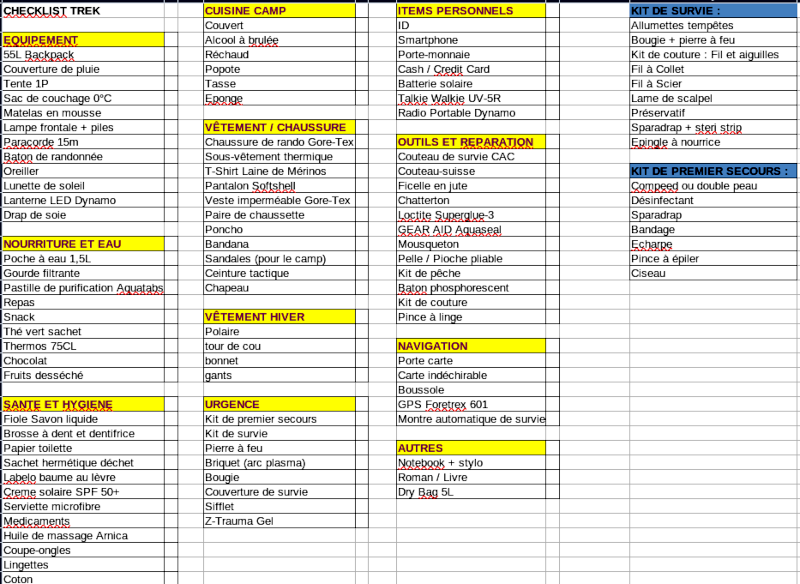 CHECKLIST TREK
EQUIPEMENT
55L Backpack
Couverture de pluie
Tente 1P
Sac de couchage 0°C
Matelas en mousse
Lampe frontale + piles
Paracorde 15m
Baton de randonnée
Oreiller
Lunette de soleil
Lanterne LED Dynamo
Drap de soie
NOURRITURE ET EAU
Poche à eau 1,5L
Gourde filtrante
Pastille de purification Aquatabs
Repas
Snack
Thé vert sachet
Thermos 75CL
Chocolat
Fruits desséché
SANTE ET HYGIENE
Fiole Savon liquide
Brosse à dent et dentifrice
Papier toilette
Sachet hermétique déchet
Labelo baume au lèvre
Creme solaire SPF 50+
Serviette microfibre
Medicaments
Huile de massage Arnica
Coupe-ongles
Lingettes
Coton
CUISINE CAMP
Couvert
Alcool à brulée
Réchaud
Popote
Tasse
Eponge
VÊTEMENT / CHAUSSURE
Chaussure de rando Gore-Tex
Sous-vêtement thermique
T-Shirt Laine de Mérinos
Pantalon Softshell
Veste imperméable Gore-Tex
Paire de chaussette
Poncho
Bandana
Sandales (pour le camp)
Ceinture tactique
Chapeau
VÊTEMENT HIVER
Polaire
tour de cou
bonnet
gants
URGENCE
Kit de premier secours
Kit de survie
Pierre à feu
Briquet (arc plasma)
Bougie
Couverture de survie
Sifflet
Z-Trauma Gel
ITEMS PERSONNELS
ID
Smartphone
Porte-monnaie
Cash / Credit Card
Batterie solaire
Talkie Walkie UV-5R
Radio Portable Dynamo
OUTILS ET REPARATION
Couteau de survie CAC
Couteau-suisse
Ficelle en jute
Chatterton
Loctite Superglue-3
GEAR AID Aquaseal
Mousqueton
Pelle / Pioche pliable
Kit de pêche
Baton phosphorescent
Kit de couture
Pince à linge
NAVIGATION
Porte carte
Carte indéchirable
Boussole
GPS Foretrex 601
Montre automatique de survie
AUTRES
Notebook + stylo
Roman / Livre
Dry Bag 5L
KIT DE SURVIE :
Allumettes tempêtes
Bougie + pierre à feu
Kit de couture : Fil et aiguilles
Fil à Collet
Fil à Scier
Lame de scalpel
Préservatif
Sparadrap + steri strip
Epingle à nourrice
KIT DE PREMIER SECOURS :
Compeed ou double peau
Désinfectant
Sparadrap
Bandage
Echarpe
Pince à épiler
Ciseau